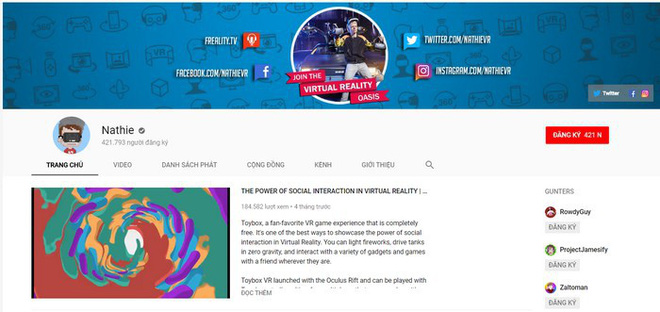 FREALITY.TV
TWITTER.COM/NATHIEVR
FACEBOOK.COM/NATHIEVR
INSTAGRAM.COM/NATHIEVR
JOIN THE
VIRTUAL REALITY
OASIS
Twitter
Nathie
421.793 người đăng ký
ĐĂNG KÝ 421 N
TRANG CHỦ VIDEO DANH SÁCH PHÁT CỘNG ĐỒNG KÊNH GIỚI THIỆU
THE POWER OF SOCIAL INTERACTION IN VIRTUAL REALITY | ...
184.582 lượt xem • 4 tháng trước
Toybox, a fan-favorite VR game experience that is completely
free. It's one of the best ways to showcase the power of social
interaction in Virtual Reality. You can light fireworks, drive tanks
in zero gravity, and interact with a variety of gadgets and games
with a friend wherever they are.
Toybox VR launched with the Oculus Rift and can be played with
ĐỌC THÊM
GUNTERS
RowdyGuy
ĐĂNG KÝ
ProjectJamesify
ĐĂNG KÝ
Zaltoman
ĐĂNG KÝ